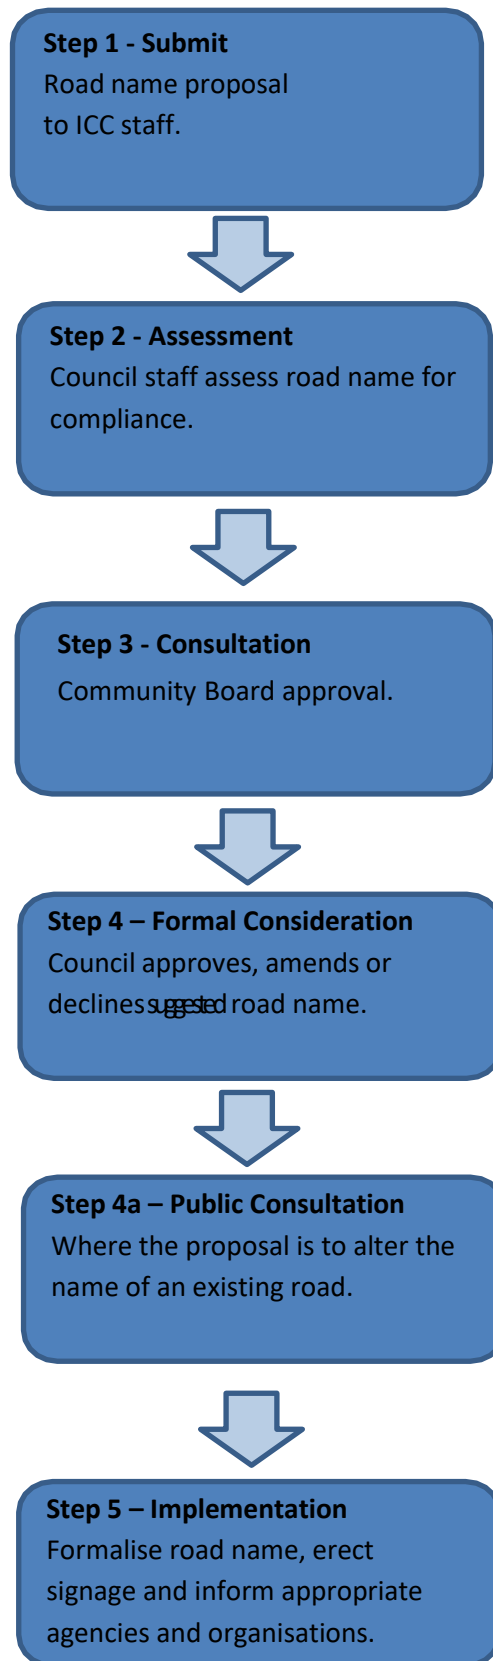 Step 1 - Submit
Road name proposal
to ICC staff.
Step 2 - Assessment
Council staff assess road name for
compliance.
Step 3 - Consultation
Community Board approval.
Step 4 – Formal Consideration
Council approves, amends or
declines suggested road name.
Step 4a – Public Consultation
Where the proposal is to alter the
name of an existing road.
Step 5 – Implementation
Formalise road name, erect
signage and inform appropriate
agencies and organisations.